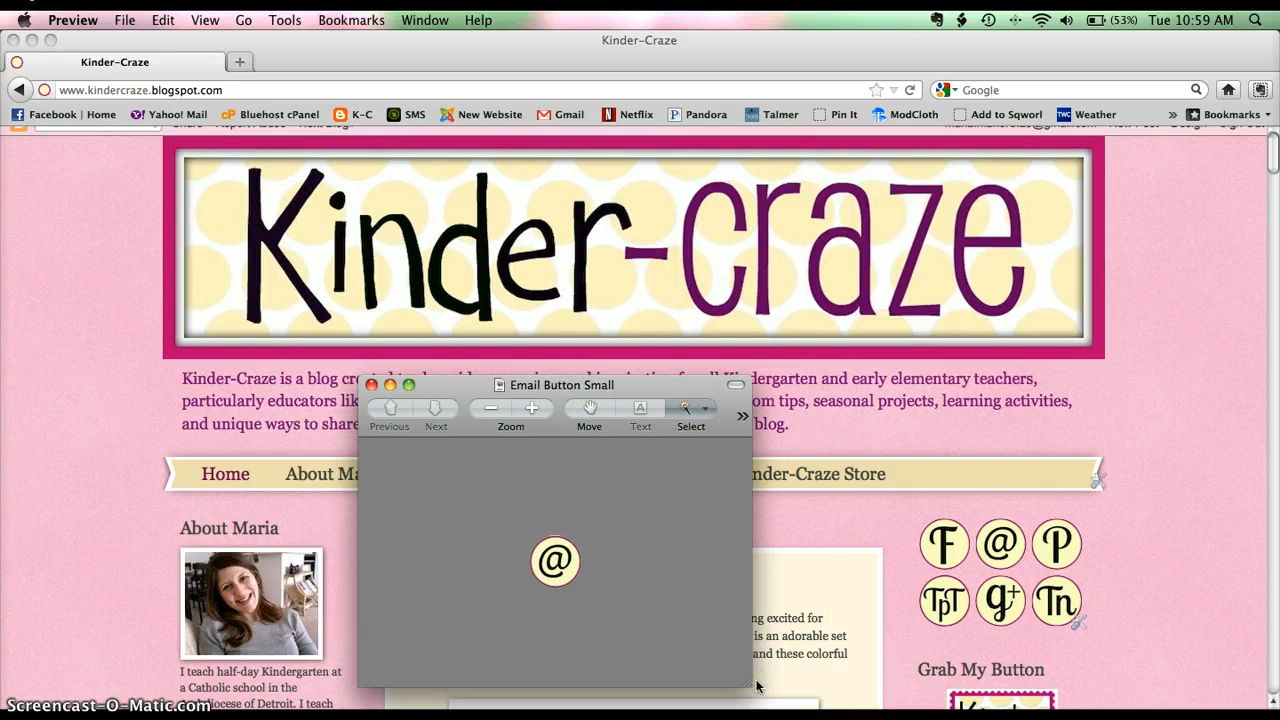 Preview File Edit View Go Tools Bookmarks Window Help (53%) Tue 10:59 AM
Kinder-Craze
Kinder-Craze
www.kindercraze.blogspot.com Google
Facebook | Home Yahoo! Mail Bluehost cPanel K-C SMS New Website Gmail Netflix Pandora Talmer Pin It ModCloth Add to Sqworl Weather » Bookmarks
Kinder-craze
Kinder-Craze is a blog cre Kindergarten and early elementary teachers,
particularly educators lik om tips, seasonal projects, learning activities,
and unique ways to share blog.
Email Button Small
Previous Next Zoom Move Text Select »
Home About Ma nder-Craze Store
@
About Maria
F @ P
TpT g+ Tn
ng excited for
is an adorable set
and these colorful
I teach half-day Kindergarten at
a Catholic school in the
diocese of Detroit. I teach
Grab My Button
Screencast-O-Matic.com